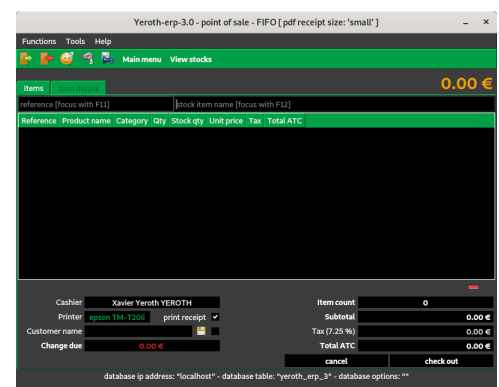 Yeroth-erp-3.0 - point of sale - FIFO [ pdf receipt size: 'small' ]
Functions Tools Help
Main menu View stocks
Items Item details 0.00 €
reference [focus with F11] stock item name [focus with F12]
Reference Product name Category Qty Stock qty Unit price Tax Total ATC
Cashier Xavier Yeroth YEROTH Item count 0
Printer epson TM-T20ii print receipt Subtotal 0.00 €
Customer name Tax (7.25 %) 0.00 €
Change due 0.00 € Total ATC 0.00 €
cancel check out
database ip address: "localhost" - database table: "yeroth_erp_3" - database options: ""